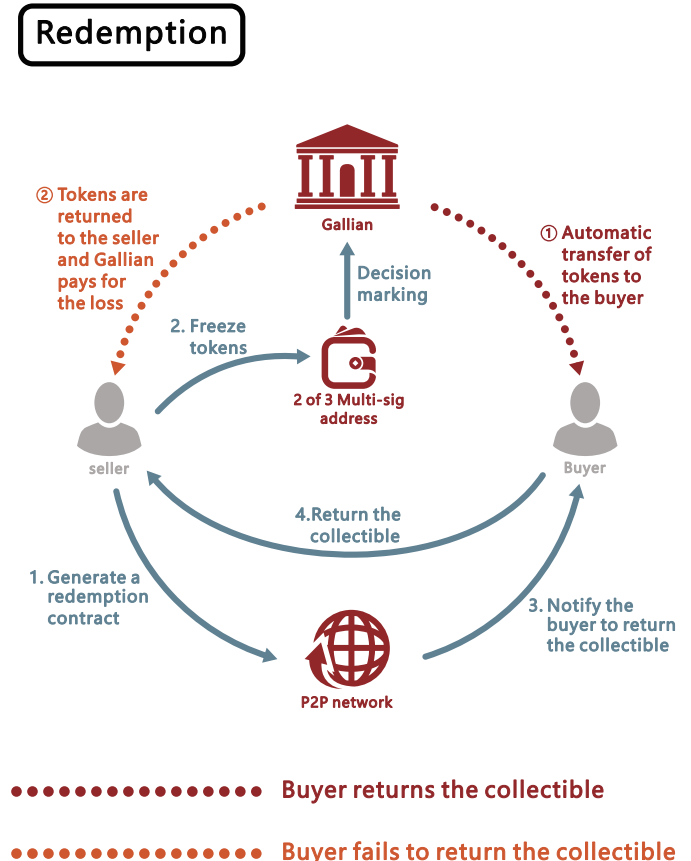 Redemption
Gallian
② Tokens are
returned
to the seller
and Gallian
pays for
the loss
① Automatic
transfer of
tokens to
the buyer
Decision
marking
2. Freeze
tokens
2 of 3 Multi-sig
address
seller
Buyer
4.Return the
collectible
1. Generate a
redemption
contract
3. Notify the
buyer to return
the collectible
P2P network
Buyer returns the collectible
Buyer fails to return the collectible